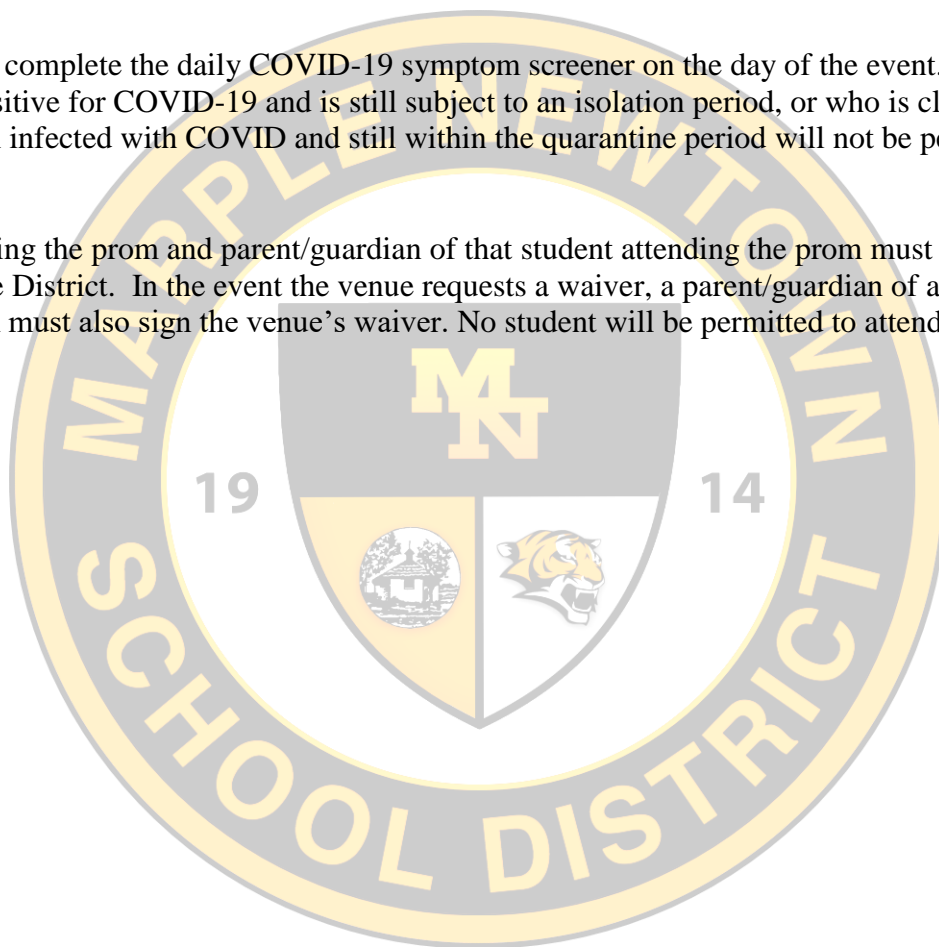 complete the daily COVID-19 symptom screener on the day of the event.
sitive for COVID-19 and is still subject to an isolation period, or who is cl
infected with COVID and still within the quarantine period will not be pe
ing the prom and parent/guardian of that student attending the prom must
e District. In the event the venue requests a waiver, a parent/guardian of a
must also sign the venue's waiver. No student will be permitted to attend
MARPLE NEWTOWN
MN
19 14
SCHOOL DISTRICT